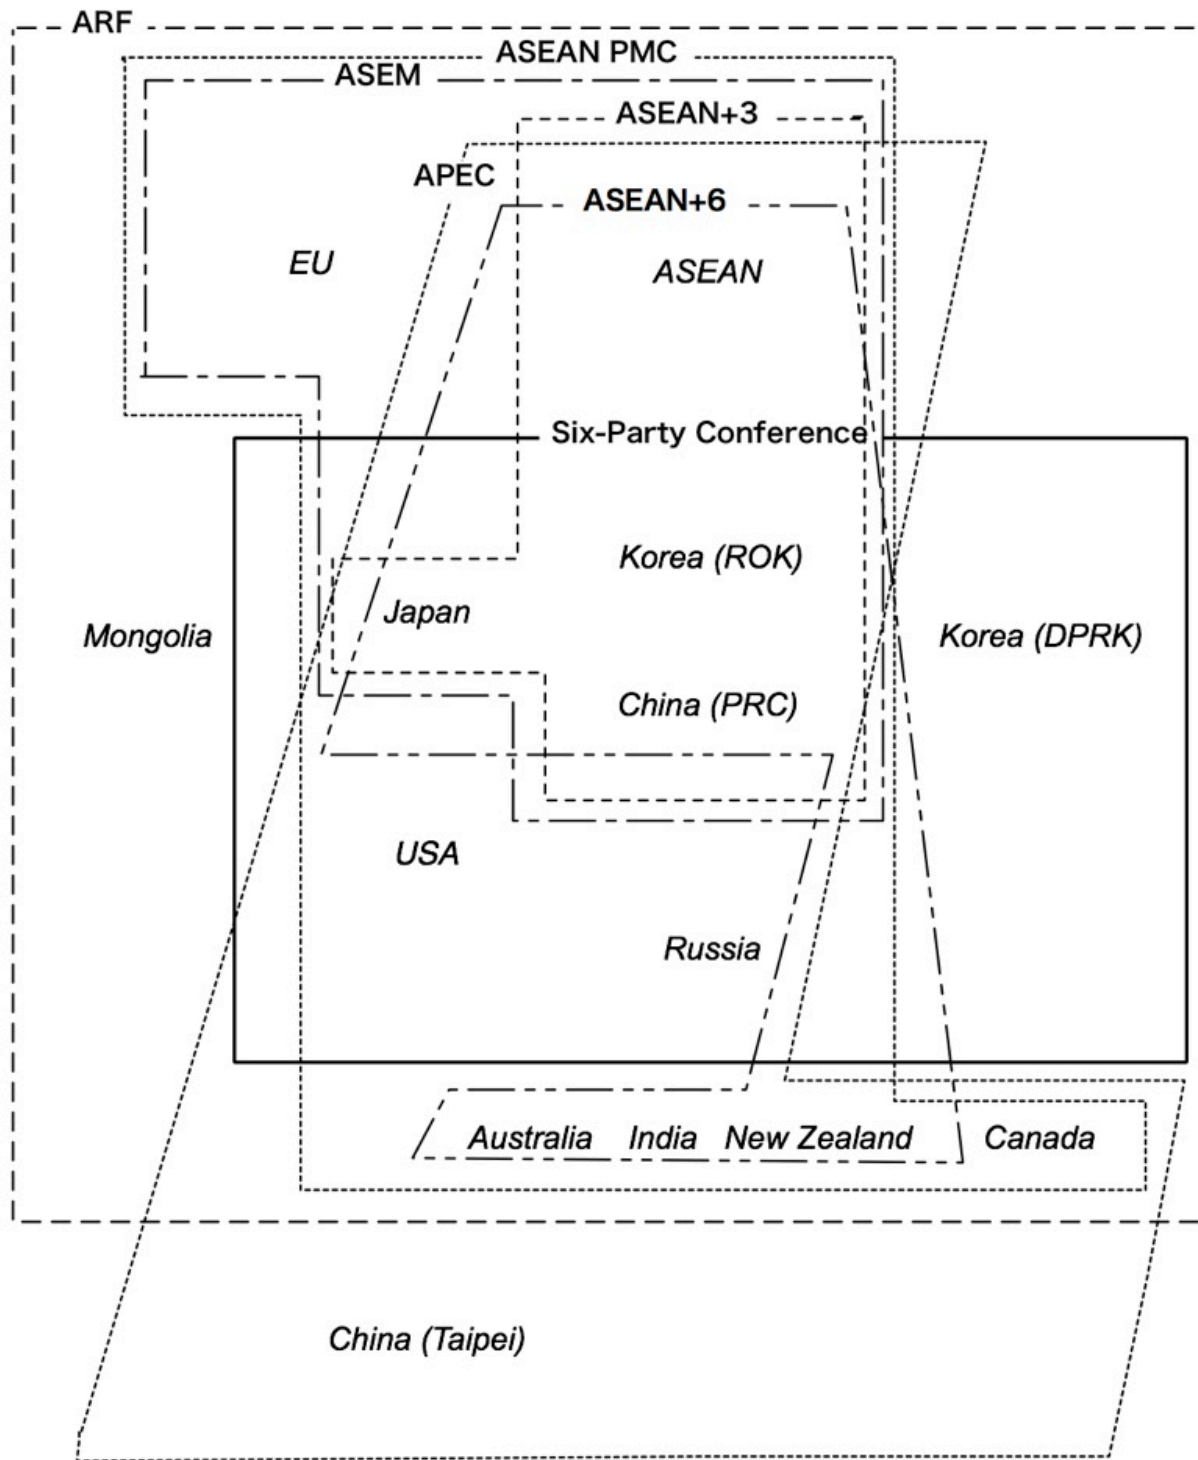 ARF
ASEAN PMC
ASEM
ASEAN+3
APEC
ASEAN+6
EU
ASEAN
Six-Party Conference
Korea (ROK)
Japan
Mongolia
Korea (DPRK)
China (PRC)
USA
Russia
Australia India New Zealand Canada
China (Taipei)